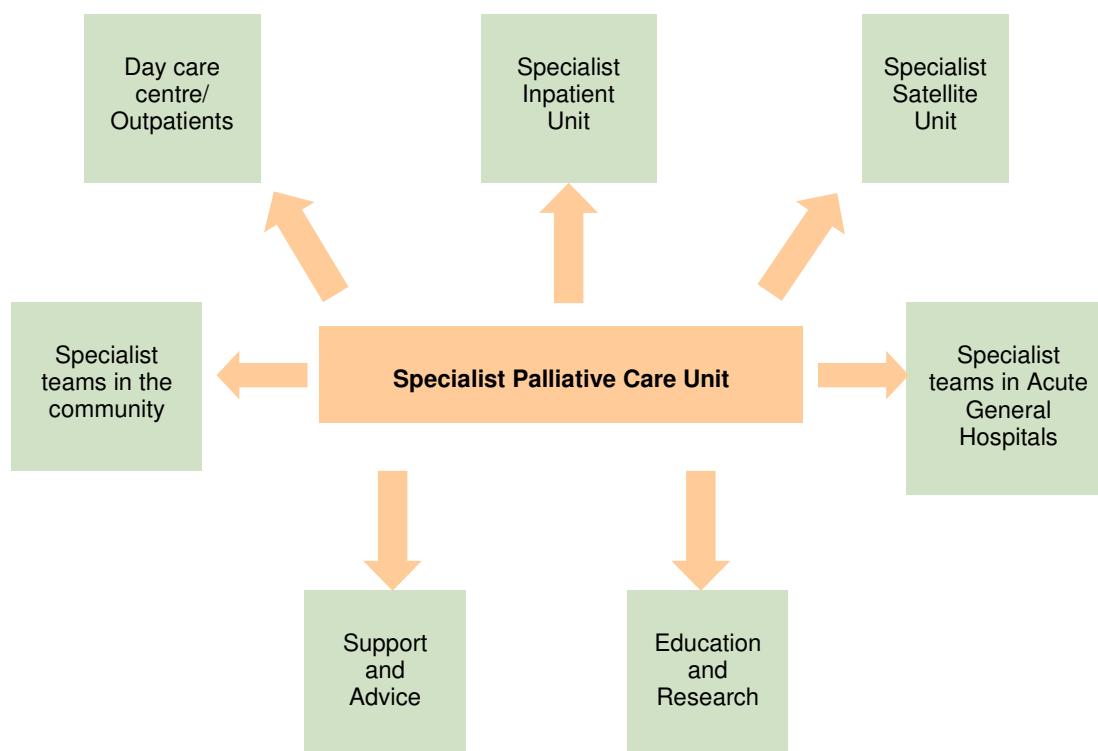 Day care
centre/
Outpatients
Specialist
Inpatient
Unit
Specialist
Satellite
Unit
Specialist
teams in the
community
Specialist Palliative Care Unit
Specialist
teams in Acute
General
Hospitals
Support
and
Advice
Education
and
Research